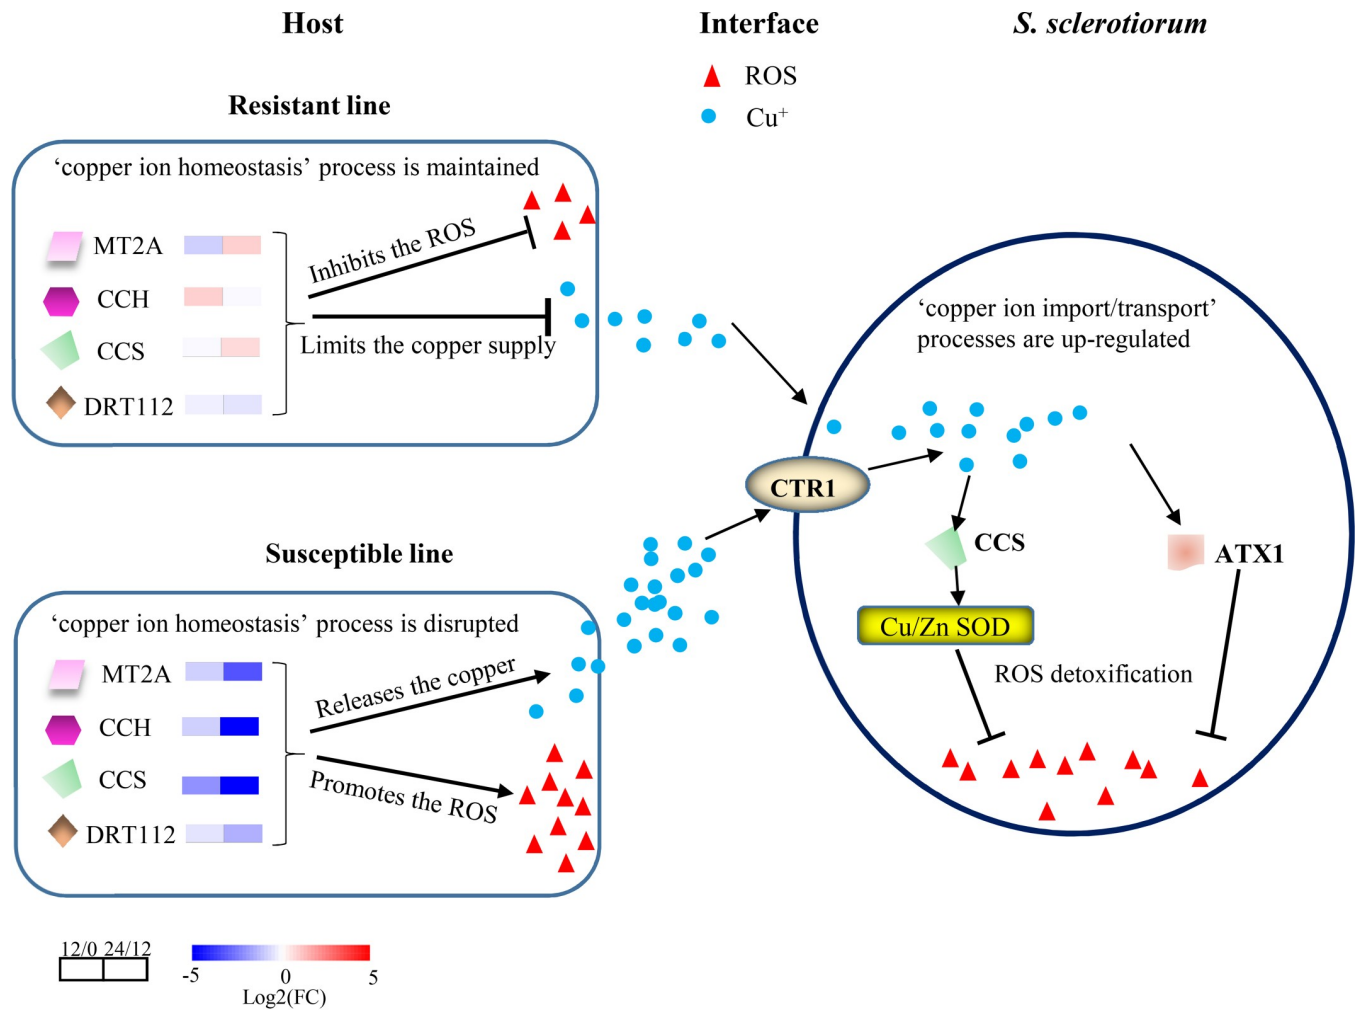 Host
Interface
S. sclerotiorum
ROS
Cu+
Resistant line
‘copper ion homeostasis’ process is maintained
MT2A
CCH
CCS
DRT112
Inhibits the ROS
Limits the copper supply
‘copper ion import/transport’
processes are up-regulated
CTR1
CCS
ATX1
Cu/Zn SOD
ROS detoxification
Susceptible line
‘copper ion homeostasis’ process is disrupted
MT2A
CCH
CCS
DRT112
Releases the copper
Promotes the ROS
12/0 24/12
-5 0 5
Log2(FC)